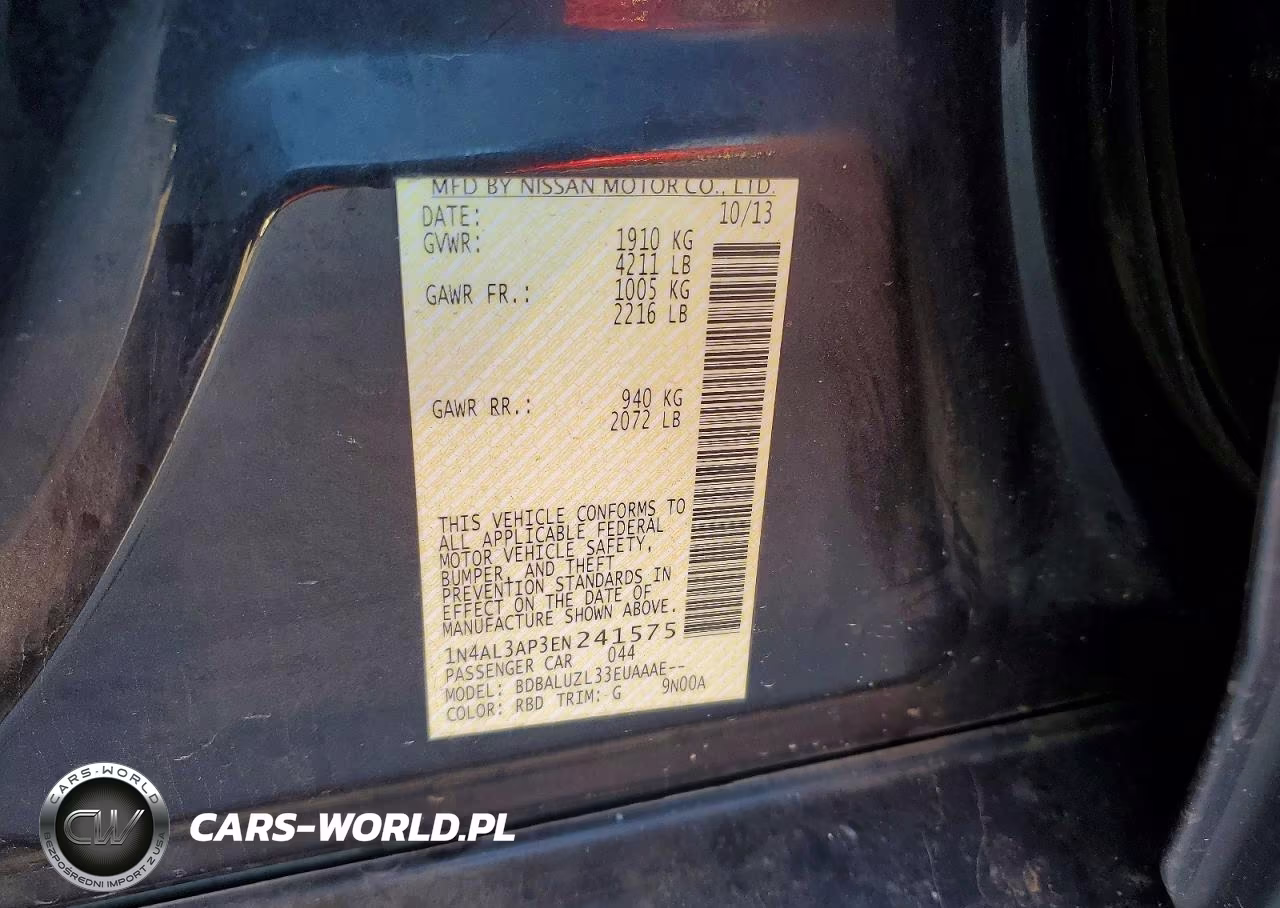 MFD BY NISSAN MOTOR CO., LTD.
DATE: 10/13
GVWR: 1910 KG
4211 LB
GAWR FR.: 1005 KG
2216 LB
GAWR RR.: 940 KG
2072 LB
THIS VEHICLE CONFORMS TO
ALL APPLICABLE FEDERAL
MOTOR VEHICLE SAFETY,
BUMPER, AND THEFT
PREVENTION STANDARDS IN
EFFECT ON THE DATE OF
MANUFACTURE SHOWN ABOVE.
1N4AL3AP3EN241575
PASSENGER CAR 044
MODEL: BDBALUZL33EUAAAE--
COLOR: RBD TRIM: G 9N00A
CARS-WORLD
CW
BEZPOŚREDNI IMPORT Z USA
CARS-WORLD.PL